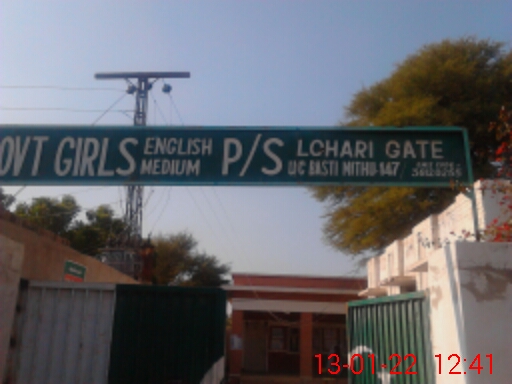 OVT GIRLS ENGLISH MEDIUM P/S LOHARI GATE
UC BASTI MITHU-147/
13-01-22 12:41